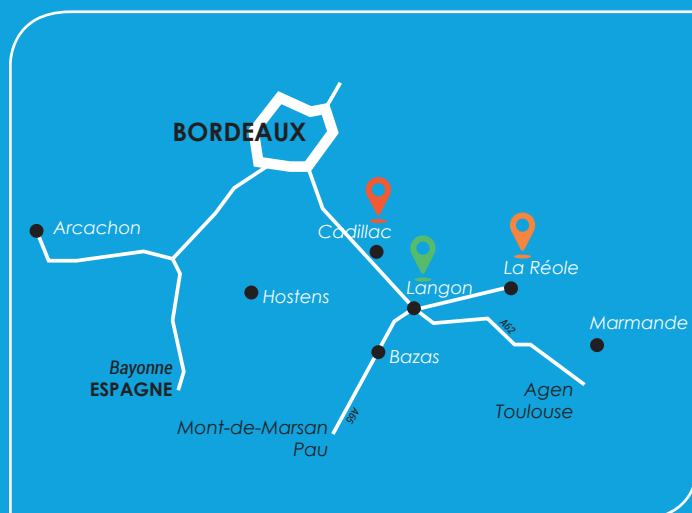 BORDEAUX
Arcachon
Cadillac
La Réole
Langon
Hostens
Marmande
A62
Bazas
Bayonne
ESPAGNE
Agen
Toulouse
A65
Mont-de-Marsan
Pau